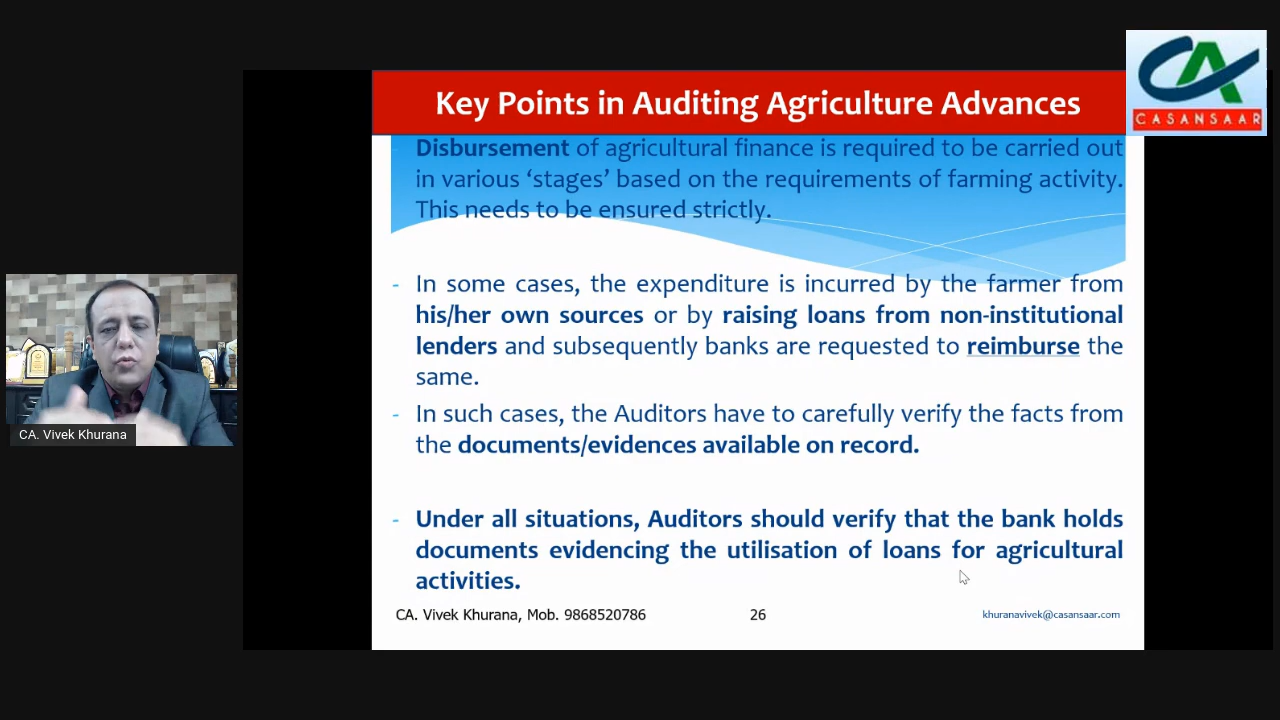 CA
CASANSAAR
Key Points in Auditing Agriculture Advances
Disbursement of agricultural finance is required to be carried out
in various ‘stages’ based on the requirements of farming activity.
This needs to be ensured strictly.
- In some cases, the expenditure is incurred by the farmer from
his/her own sources or by raising loans from non-institutional
lenders and subsequently banks are requested to reimburse the
same.
- In such cases, the Auditors have to carefully verify the facts from
the documents/evidences available on record.
- Under all situations, Auditors should verify that the bank holds
documents evidencing the utilisation of loans for agricultural
activities.
CA. Vivek Khurana, Mob. 9868520786
26
khuranavivek@casansaar.com
CA. Vivek Khurana